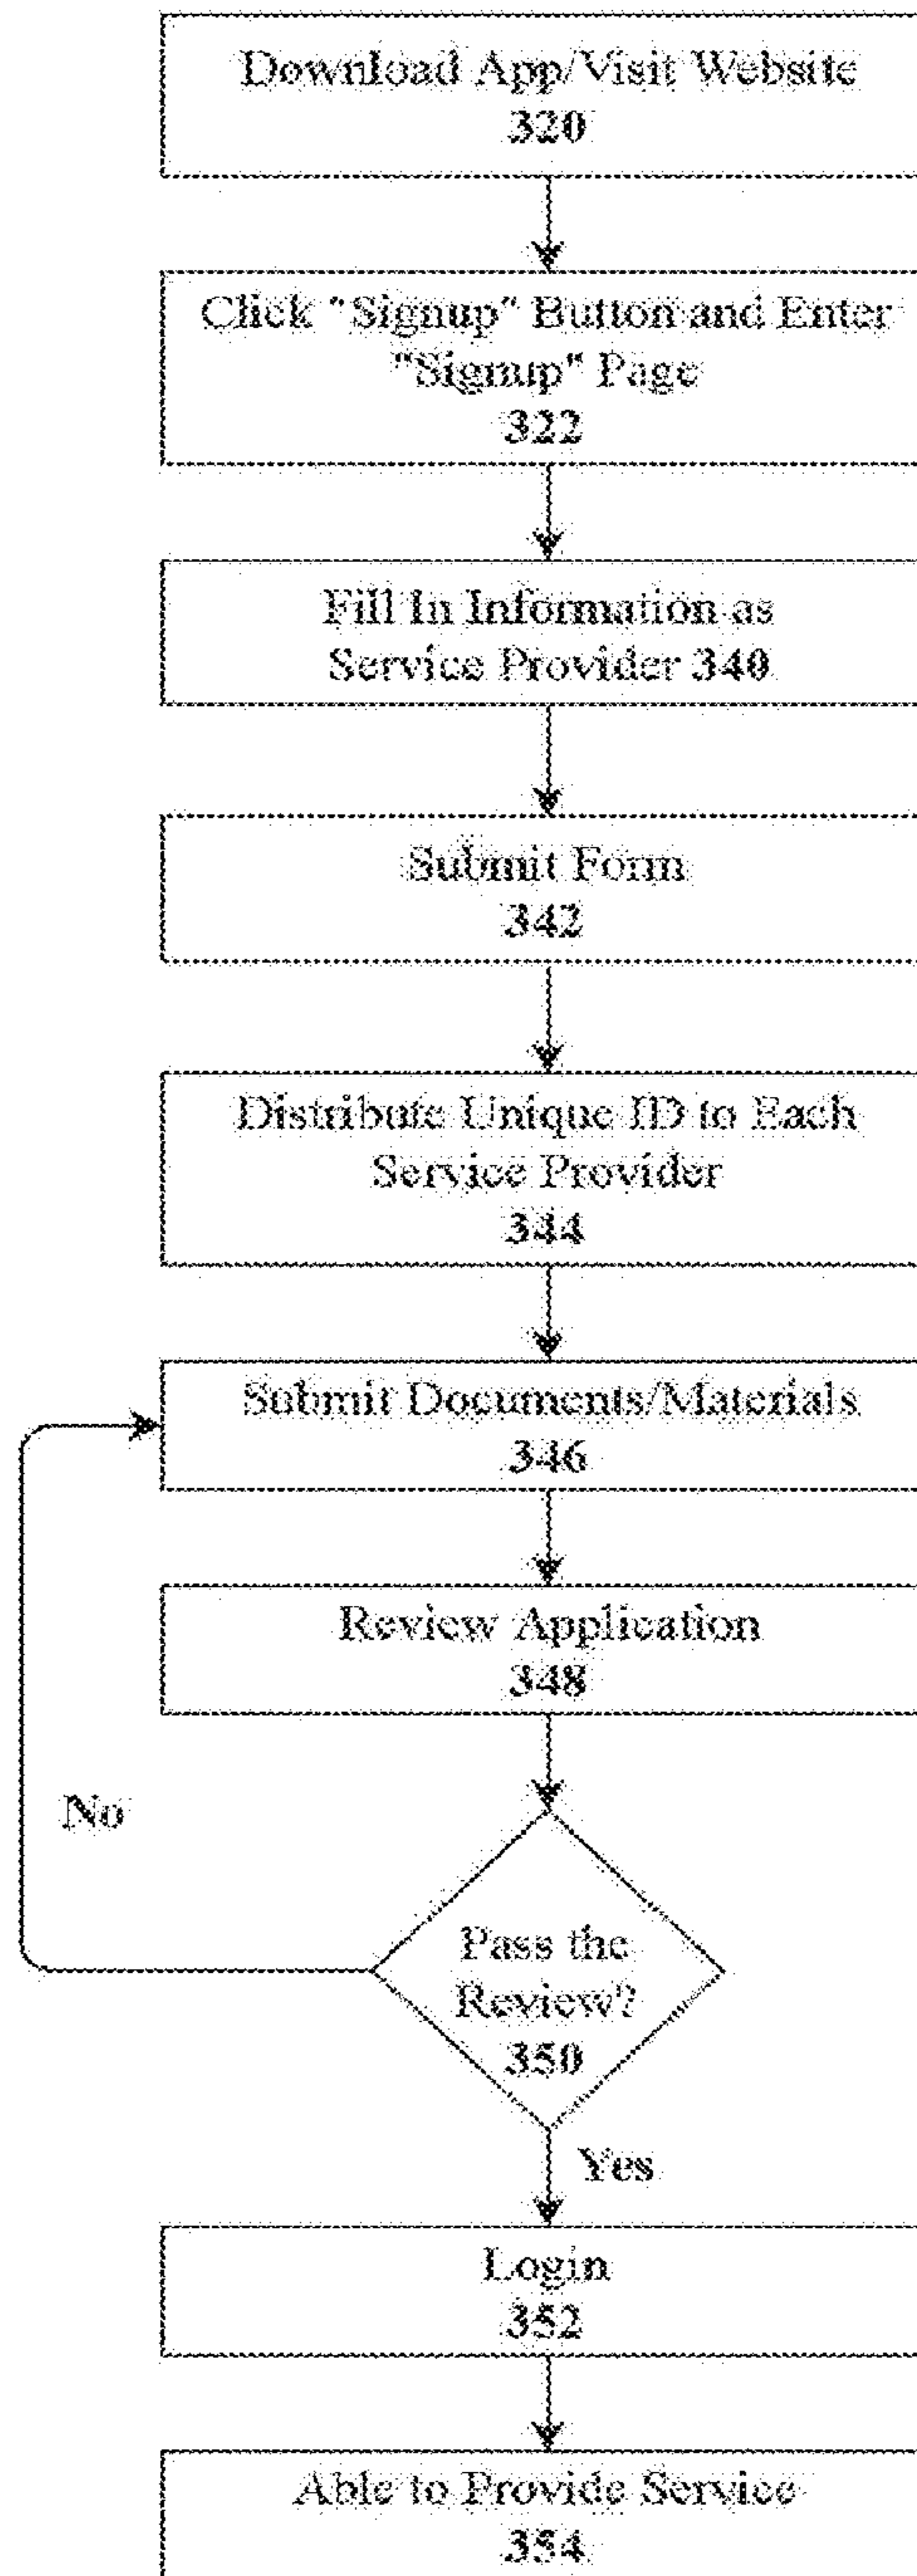 Download App/Visit Website
320
Click "Signup" Button and Enter
"Signup" Page
322
Fill In Information as
Service Provider 340
Submit Form
342
Distribute Unique ID to Each
Service Provider
344
Submit Documents/Materials
346
Review Application
348
No
Pass the
Review?
350
Yes
Login
352
Able to Provide Service
354